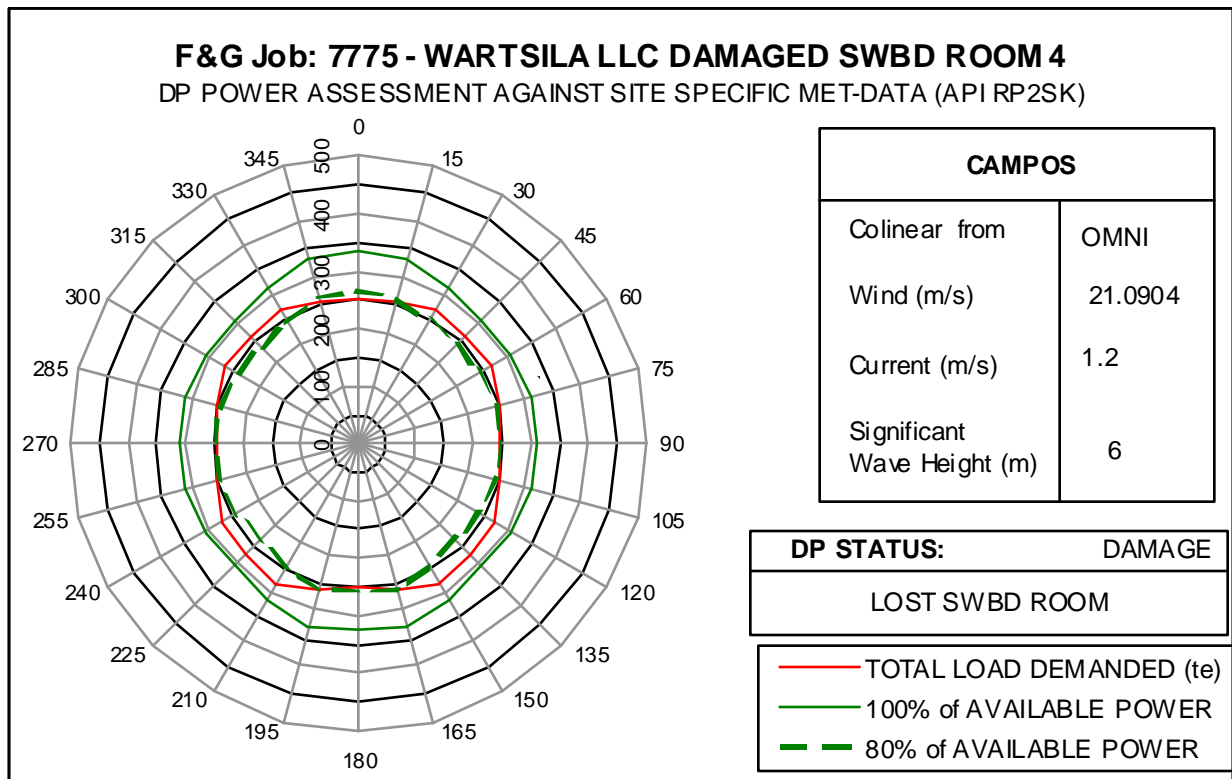 F&G Job: 7775 - WARTSILA LLC DAMAGED SWBD ROOM 4
DP POWER ASSESSMENT AGAINST SITE SPECIFIC MET-DATA (API RP2SK)
0
15
30
45
60
75
90
105
120
135
150
165
180
195
210
225
240
255
270
285
300
315
330
345
500
400
300
200
100
0
CAMPOS
Colinear from OMNI
Wind (m/s) 21.0904
Current (m/s) 1.2
Significant
Wave Height (m) 6
DP STATUS: DAMAGE
LOST SWBD ROOM
TOTAL LOAD DEMANDED (te)
100% of AVAILABLE POWER
80% of AVAILABLE POWER